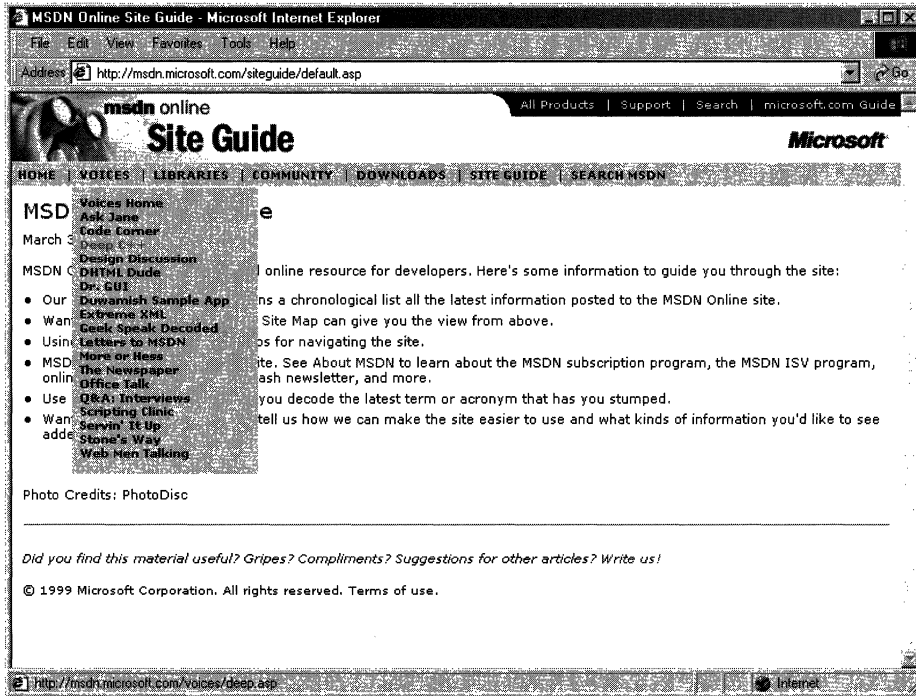 MSDN Online Site Guide - Microsoft Internet Explorer
File Edit View Favorites Tools Help
Address http://msdn.microsoft.com/siteguide/default.asp Go
msdn online
Site Guide
All Products | Support | Search | microsoft.com Guide
Microsoft
HOME | VOICES | LIBRARIES | COMMUNITY | DOWNLOADS | SITE GUIDE | SEARCH MSDN
Voices Home
Ask Jane
Code Corner
Deep C++
Design Discussion
DHTML Dude
Dr. GUI
Duwamish Sample App
Extreme XML
Geek Speak Decoded
Letters to MSDN
More or Hess
The Newspaper
Office Talk
Q&A: Interviews
Scripting Clinic
Servin' It Up
Stone's Way
Web Men Talking
MSD e
March 3
MSDN O online resource for developers. Here's some information to guide you through the site:
• Our ns a chronological list all the latest information posted to the MSDN Online site.
• Wan Site Map can give you the view from above.
• Usin ps for navigating the site.
• MSD ite. See About MSDN to learn about the MSDN subscription program, the MSDN ISV program,
onlin ash newsletter, and more.
• Use you decode the latest term or acronym that has you stumped.
• Wan tell us how we can make the site easier to use and what kinds of information you'd like to see
adde
Photo Credits: PhotoDisc
Did you find this material useful? Gripes? Compliments? Suggestions for other articles? Write us!
© 1999 Microsoft Corporation. All rights reserved. Terms of use.
http://msdn.microsoft.com/voices/deep.asp Internet